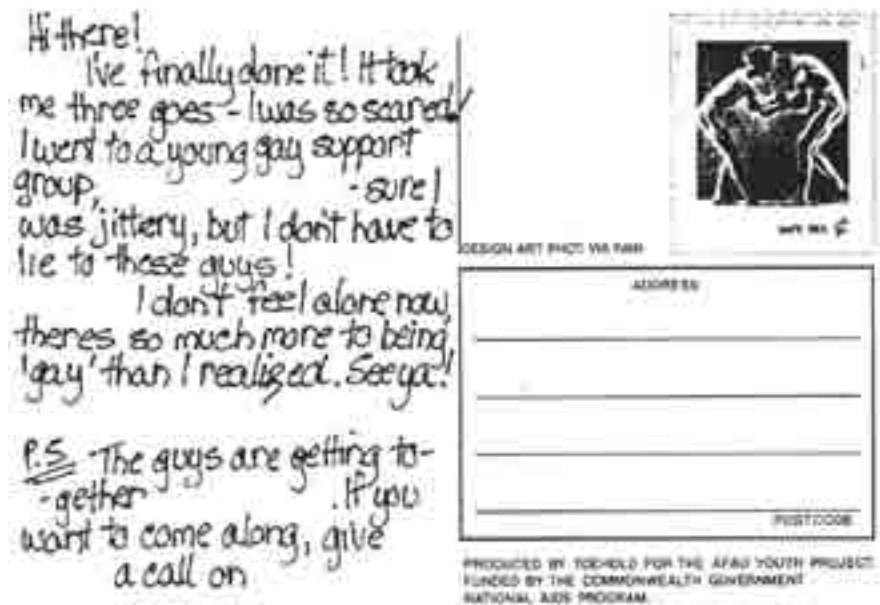 Hi there!
I've finally done it! It took
me three goes - I was so scared!
I went to a young gay support
group, - sure I
was jittery, but I don't have to
lie to these guys!
I don't feel alone now,
theres so much more to being
'gay' than I realized. See ya!
P.S. The guys are getting to-
-gether . If you
want to come along, give
a call on
DESIGN ART
ADDRESS
POSTCODE
PRODUCED BY TOEHOLD FOR THE AFAO YOUTH PROJECT.
FUNDED BY THE COMMONWEALTH GOVERNMENT
NATIONAL AIDS PROGRAM.